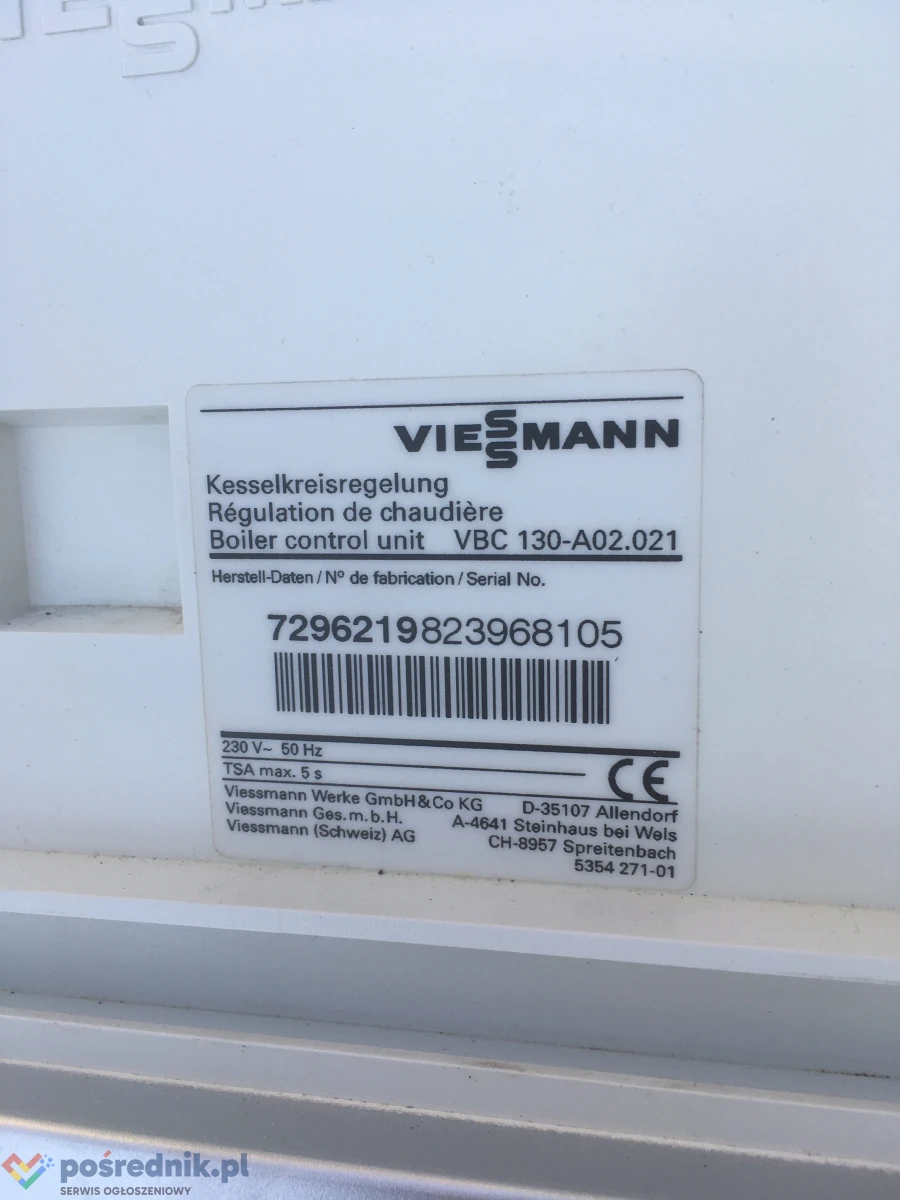 VIESSMANN
Kesselkreisregelung
Régulation de chaudière
Boiler control unit VBC 130-A02.021
Herstell-Daten / Nº de fabrication / Serial No.
7296219823968105
230 V~ 50 Hz
TSA max. 5 s
CE
Viessmann Werke GmbH & Co KG D-35107 Allendorf
Viessmann Ges.m.b.H. A-4641 Steinhaus bei Wels
Viessmann (Schweiz) AG CH-8957 Spreitenbach
5354 271-01
pośrednik.pl
SERWIS OGŁOSZENIOWY